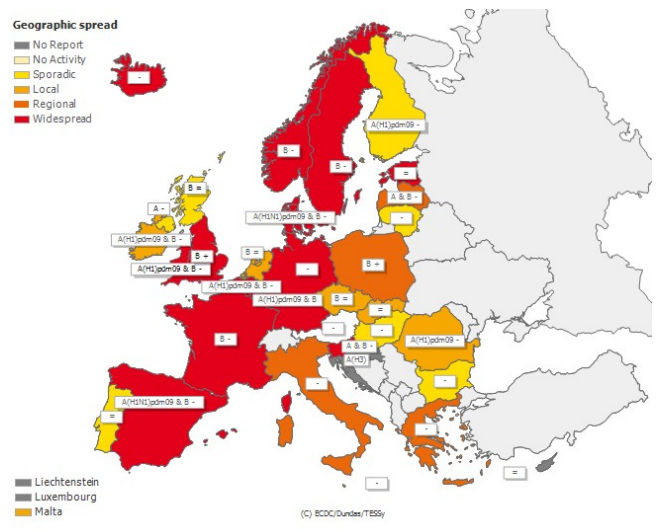 Geographic spread
No Report
No Activity
Sporadic
Local
Regional
Widespread
-
A(H1)pdm09 -
B -
B -
=
A & B -
-
B =
A -
A(H1N1)pdm09 & B -
A(H1)pdm09 & B -
B +
A(H1)pdm09 & B -
B =
-
B +
A(H1)pdm09 & B -
A(H1)pdm09 & B
B =
=
-
-
A(H1)pdm09 -
B -
A & B -
A(H3)
-
-
A(H1N1)pdm09 & B -
=
-
-
=
Liechtenstein
Luxembourg
Malta
(C) ECDC/Dundas/TESSy